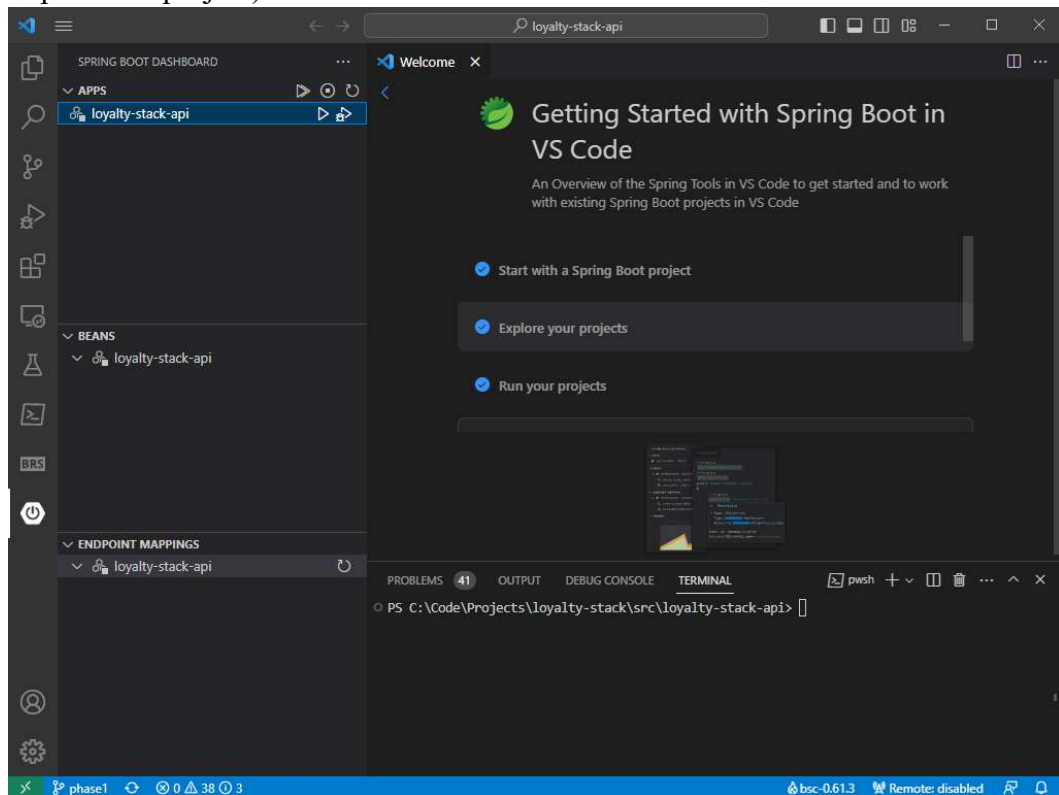 loyalty-stack-api
SPRING BOOT DASHBOARD
APPS
loyalty-stack-api
BEANS
loyalty-stack-api
ENDPOINT MAPPINGS
loyalty-stack-api
BRS
Welcome
Getting Started with Spring Boot in
VS Code
An Overview of the Spring Tools in VS Code to get started and to work
with existing Spring Boot projects in VS Code
Start with a Spring Boot project
Explore your projects
Run your projects
PROBLEMS 41 OUTPUT DEBUG CONSOLE TERMINAL pwsh
PS C:\Code\Projects\loyalty-stack\src\loyalty-stack-api>
phase1 0 38 3 bsc-0.61.3 Remote: disabled